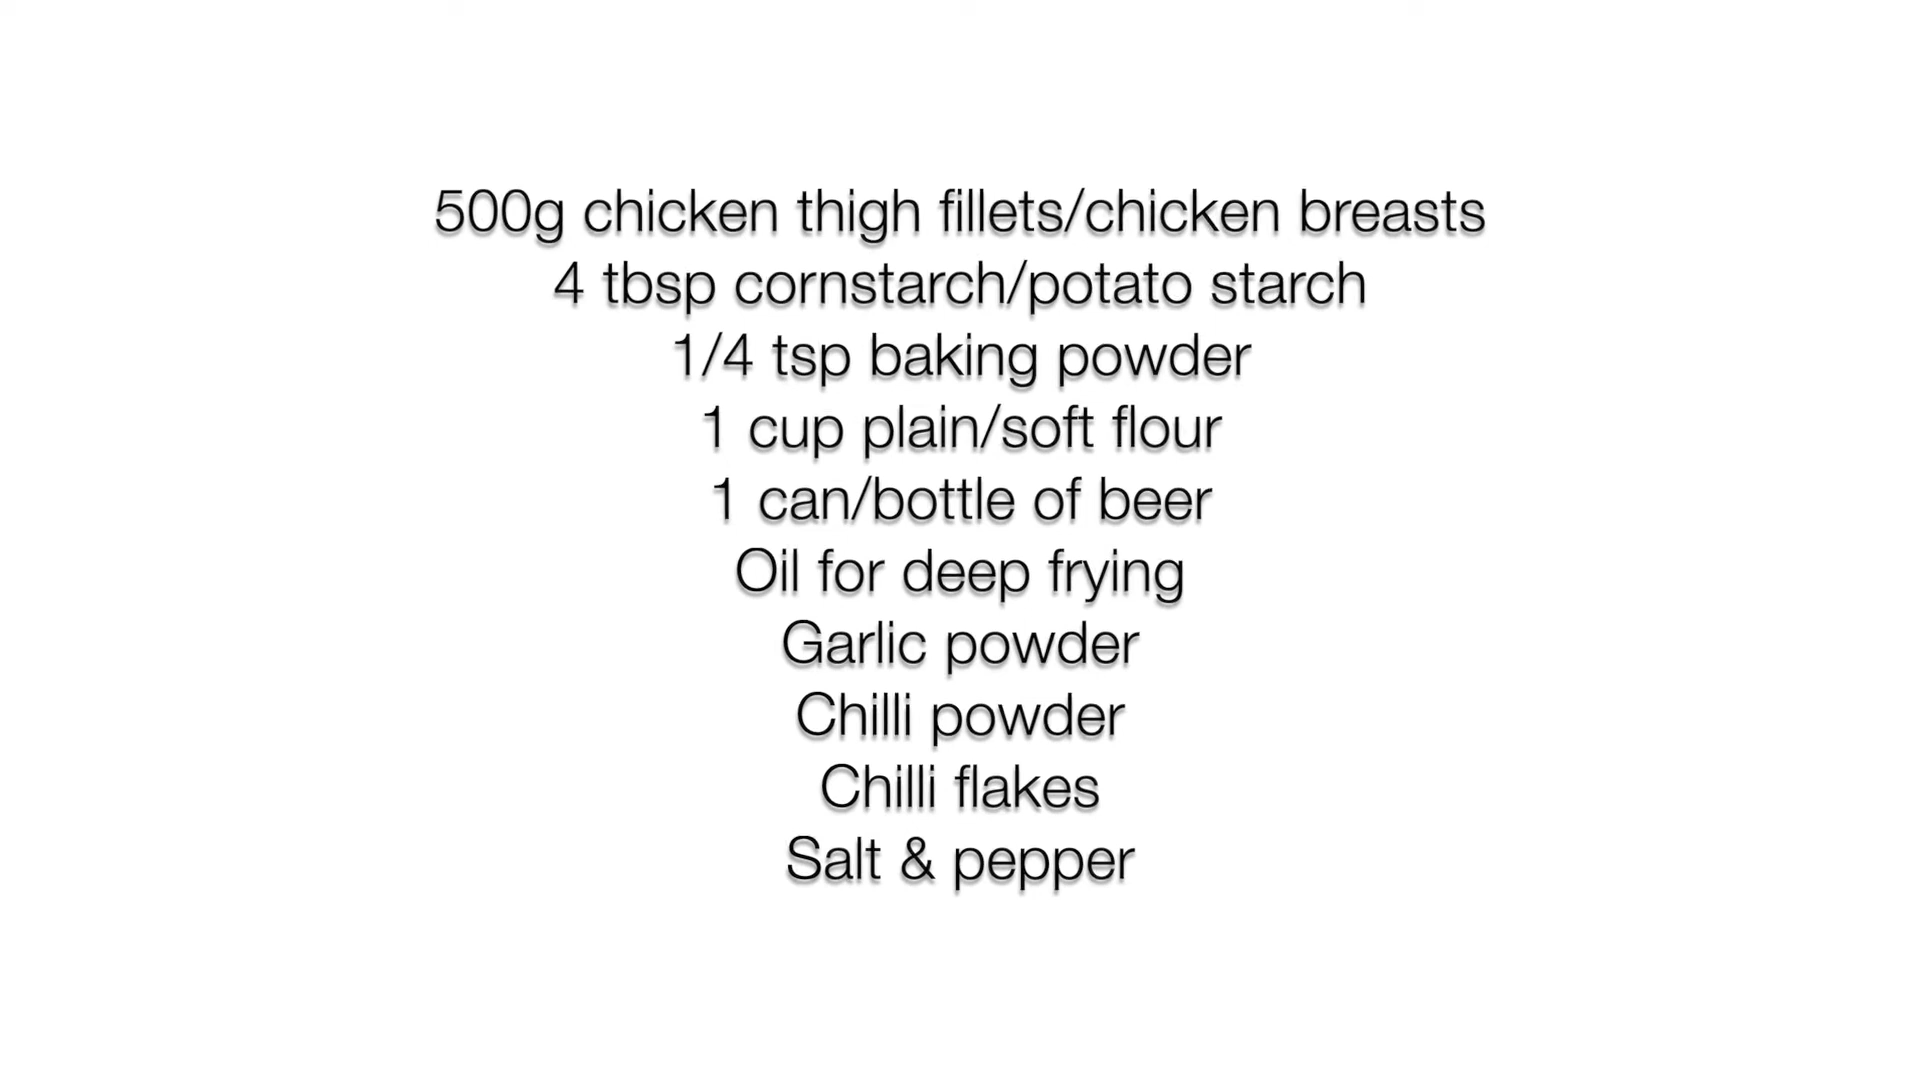 500g chicken thigh fillets/chicken breasts
4 tbsp cornstarch/potato starch
1/4 tsp baking powder
1 cup plain/soft flour
1 can/bottle of beer
Oil for deep frying
Garlic powder
Chilli powder
Chilli flakes
Salt & pepper